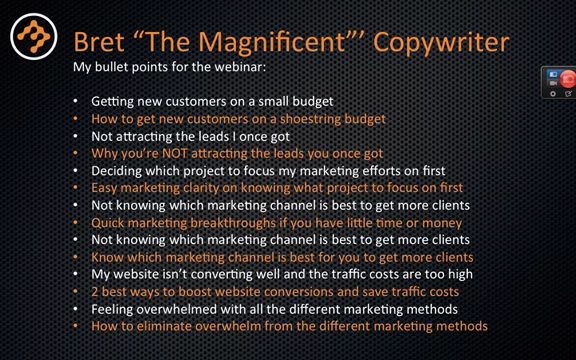 Bret “The Magnificent”’ Copywriter
My bullet points for the webinar:
• Getting new customers on a small budget
• How to get new customers on a shoestring budget
• Not attracting the leads I once got
• Why you’re NOT attracting the leads you once got
• Deciding which project to focus my marketing efforts on first
• Easy marketing clarity on knowing what project to focus on first
• Not knowing which marketing channel is best to get more clients
• Quick marketing breakthroughs if you have little time or money
• Not knowing which marketing channel is best to get more clients
• Know which marketing channel is best for you to get more clients
• My website isn’t converting well and the traffic costs are too high
• 2 best ways to boost website conversions and save traffic costs
• Feeling overwhelmed with all the different marketing methods
• How to eliminate overwhelm from the different marketing methods